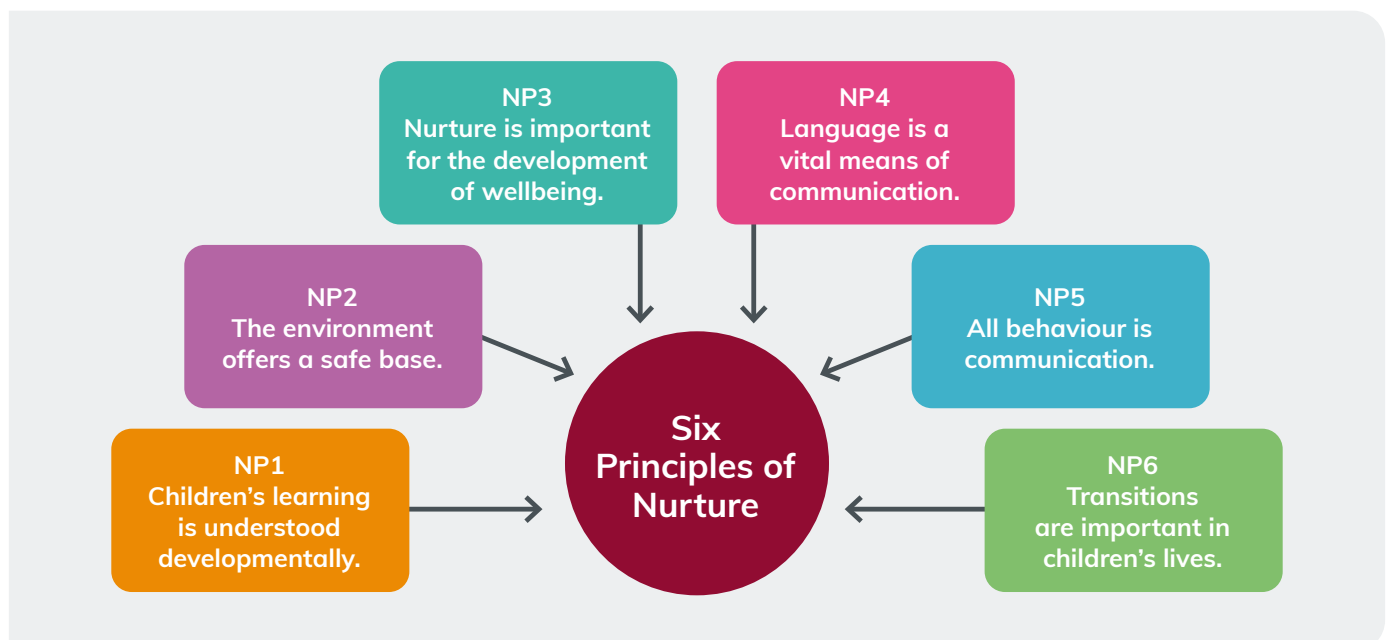 NP3
Nurture is important
for the development
of wellbeing.
NP4
Language is a
vital means of
communication.
NP2
The environment
offers a safe base.
NP5
All behaviour is
communication.
NP1
Children’s learning
is understood
developmentally.
Six
Principles of
Nurture
NP6
Transitions
are important in
children’s lives.